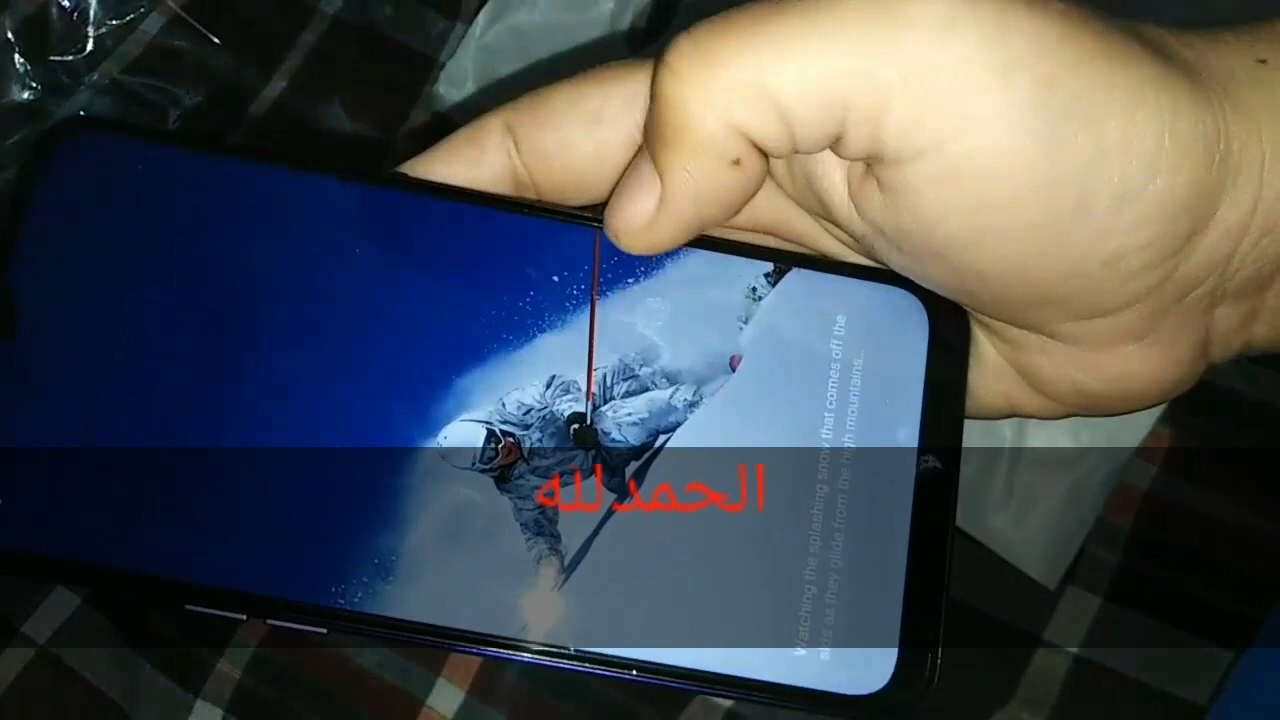 الحمدلله
Watching the splashing snow that comes off the
skis as they glide from the high mountains...